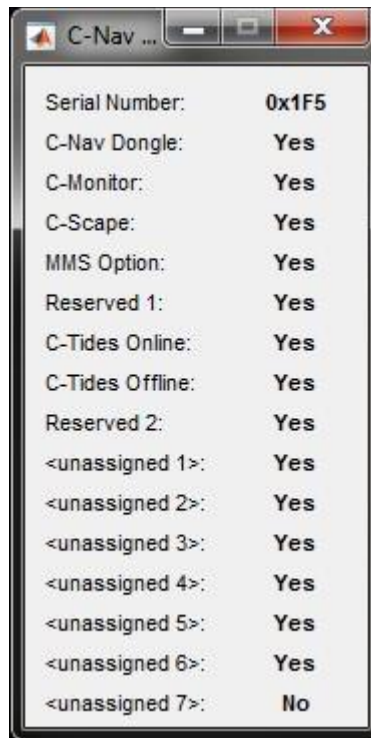 C-Nav ...
Serial Number: 0x1F5
C-Nav Dongle: Yes
C-Monitor: Yes
C-Scape: Yes
MMS Option: Yes
Reserved 1: Yes
C-Tides Online: Yes
C-Tides Offline: Yes
Reserved 2: Yes
<unassigned 1>: Yes
<unassigned 2>: Yes
<unassigned 3>: Yes
<unassigned 4>: Yes
<unassigned 5>: Yes
<unassigned 6>: Yes
<unassigned 7>: No